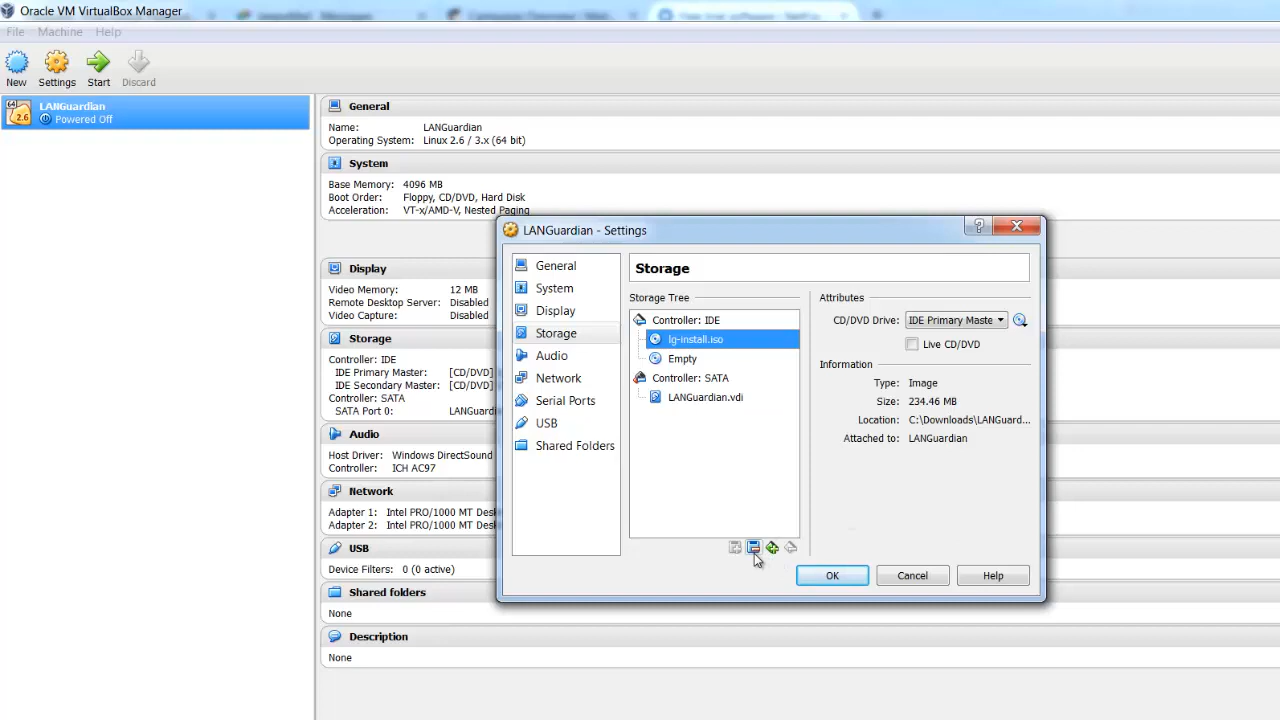 Oracle VM VirtualBox Manager
File Machine Help
New Settings Start Discard
64
2.6
LANGuardian
Powered Off
General
Name: LANGuardian
Operating System: Linux 2.6 / 3.x (64 bit)
System
Base Memory: 4096 MB
Boot Order: Floppy, CD/DVD, Hard Disk
Acceleration: VT-x/AMD-V, Nested Paging
Display
Video Memory: 12 MB
Remote Desktop Server: Disabled
Video Capture: Disabled
Storage
Controller: IDE
IDE Primary Master: [CD/DVD]
IDE Secondary Master: [CD/DVD]
Controller: SATA
SATA Port 0: LANGuar
Audio
Host Driver: Windows DirectSound
Controller: ICH AC97
Network
Adapter 1: Intel PRO/1000 MT Des
Adapter 2: Intel PRO/1000 MT Des
USB
Device Filters: 0 (0 active)
Shared folders
None
Description
None
LANGuardian - Settings
General
System
Display
Storage
Audio
Network
Serial Ports
USB
Shared Folders
Storage
Storage Tree
Controller: IDE
lg-install.iso
Empty
Controller: SATA
LANGuardian.vdi
Attributes
CD/DVD Drive: IDE Primary Maste
Live CD/DVD
Information
Type: Image
Size: 234.46 MB
Location: C:\Downloads\LANGuard...
Attached to: LANGuardian
OK Cancel Help